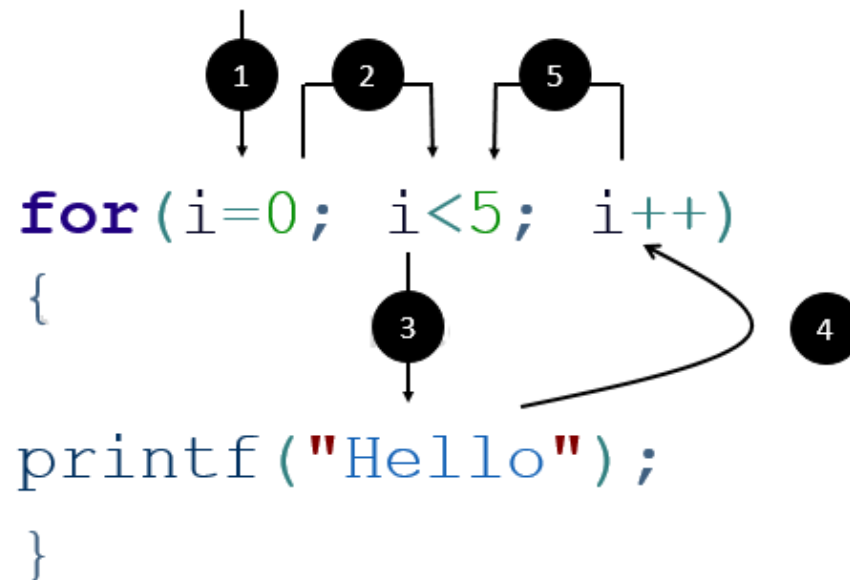 1 2 5
for(i=0; i<5; i++)
{
3 4
printf("Hello");
}